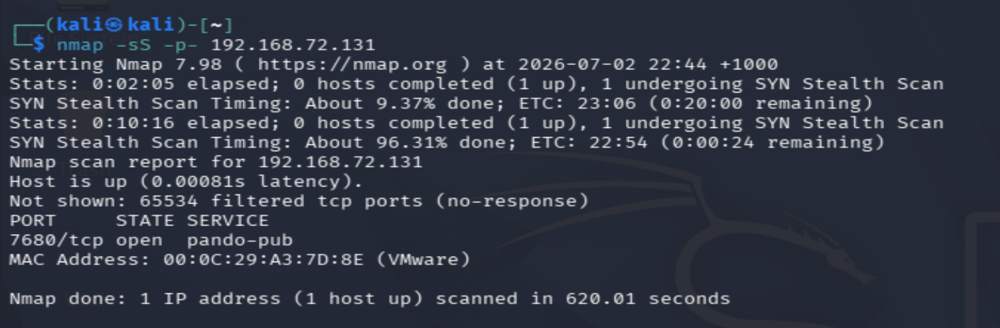 ┌──(kali㉿kali)-[~]
└─$ nmap -sS -p- 192.168.72.131
Starting Nmap 7.98 ( https://nmap.org ) at 2026-07-02 22:44 +1000
Stats: 0:02:05 elapsed; 0 hosts completed (1 up), 1 undergoing SYN Stealth Scan
SYN Stealth Scan Timing: About 9.37% done; ETC: 23:06 (0:20:00 remaining)
Stats: 0:10:16 elapsed; 0 hosts completed (1 up), 1 undergoing SYN Stealth Scan
SYN Stealth Scan Timing: About 96.31% done; ETC: 22:54 (0:00:24 remaining)
Nmap scan report for 192.168.72.131
Host is up (0.00081s latency).
Not shown: 65534 filtered tcp ports (no-response)
PORT     STATE SERVICE
7680/tcp open  pando-pub
MAC Address: 00:0C:29:A3:7D:8E (VMware)

Nmap done: 1 IP address (1 host up) scanned in 620.01 seconds